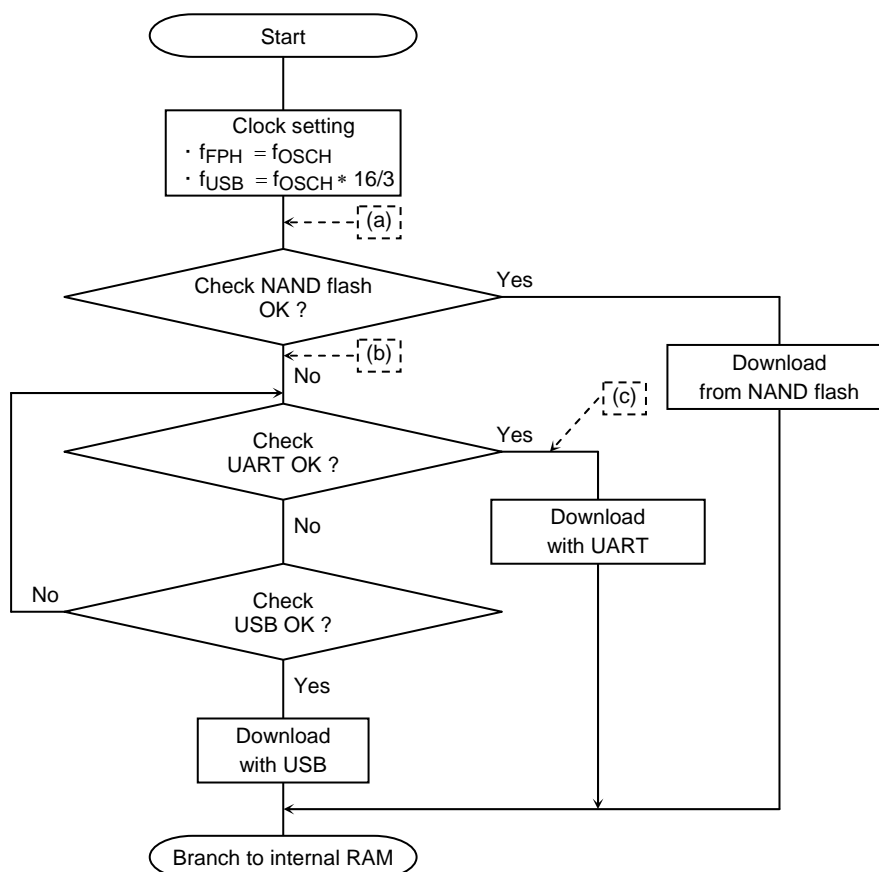 Start
Clock setting
・ fFPH = fOSCH
・ fUSB = fOSCH * 16/3
(a)
Check NAND flash
OK ?
Yes
(b)
No
Download
from NAND flash
(c)
Check
UART OK ?
Yes
No
Download
with UART
No
Check
USB OK ?
Yes
Download
with USB
Branch to internal RAM